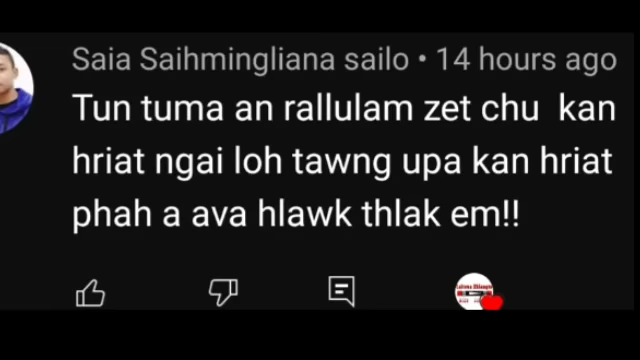 Saia Saihmingliana sailo • 14 hours ago
Tun tuma an rallulam zet chu kan
hriat ngai loh tawng upa kan hriat
phah a ava hlawk thlak em!!